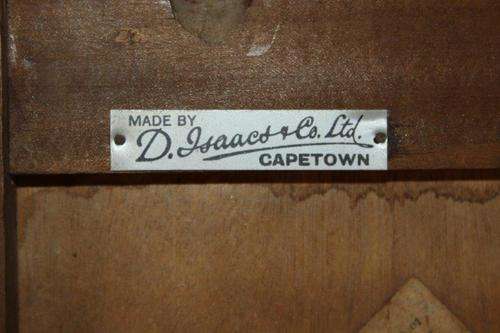 MADE BY
D. Isaacs & Co. Ltd.
CAPETOWN